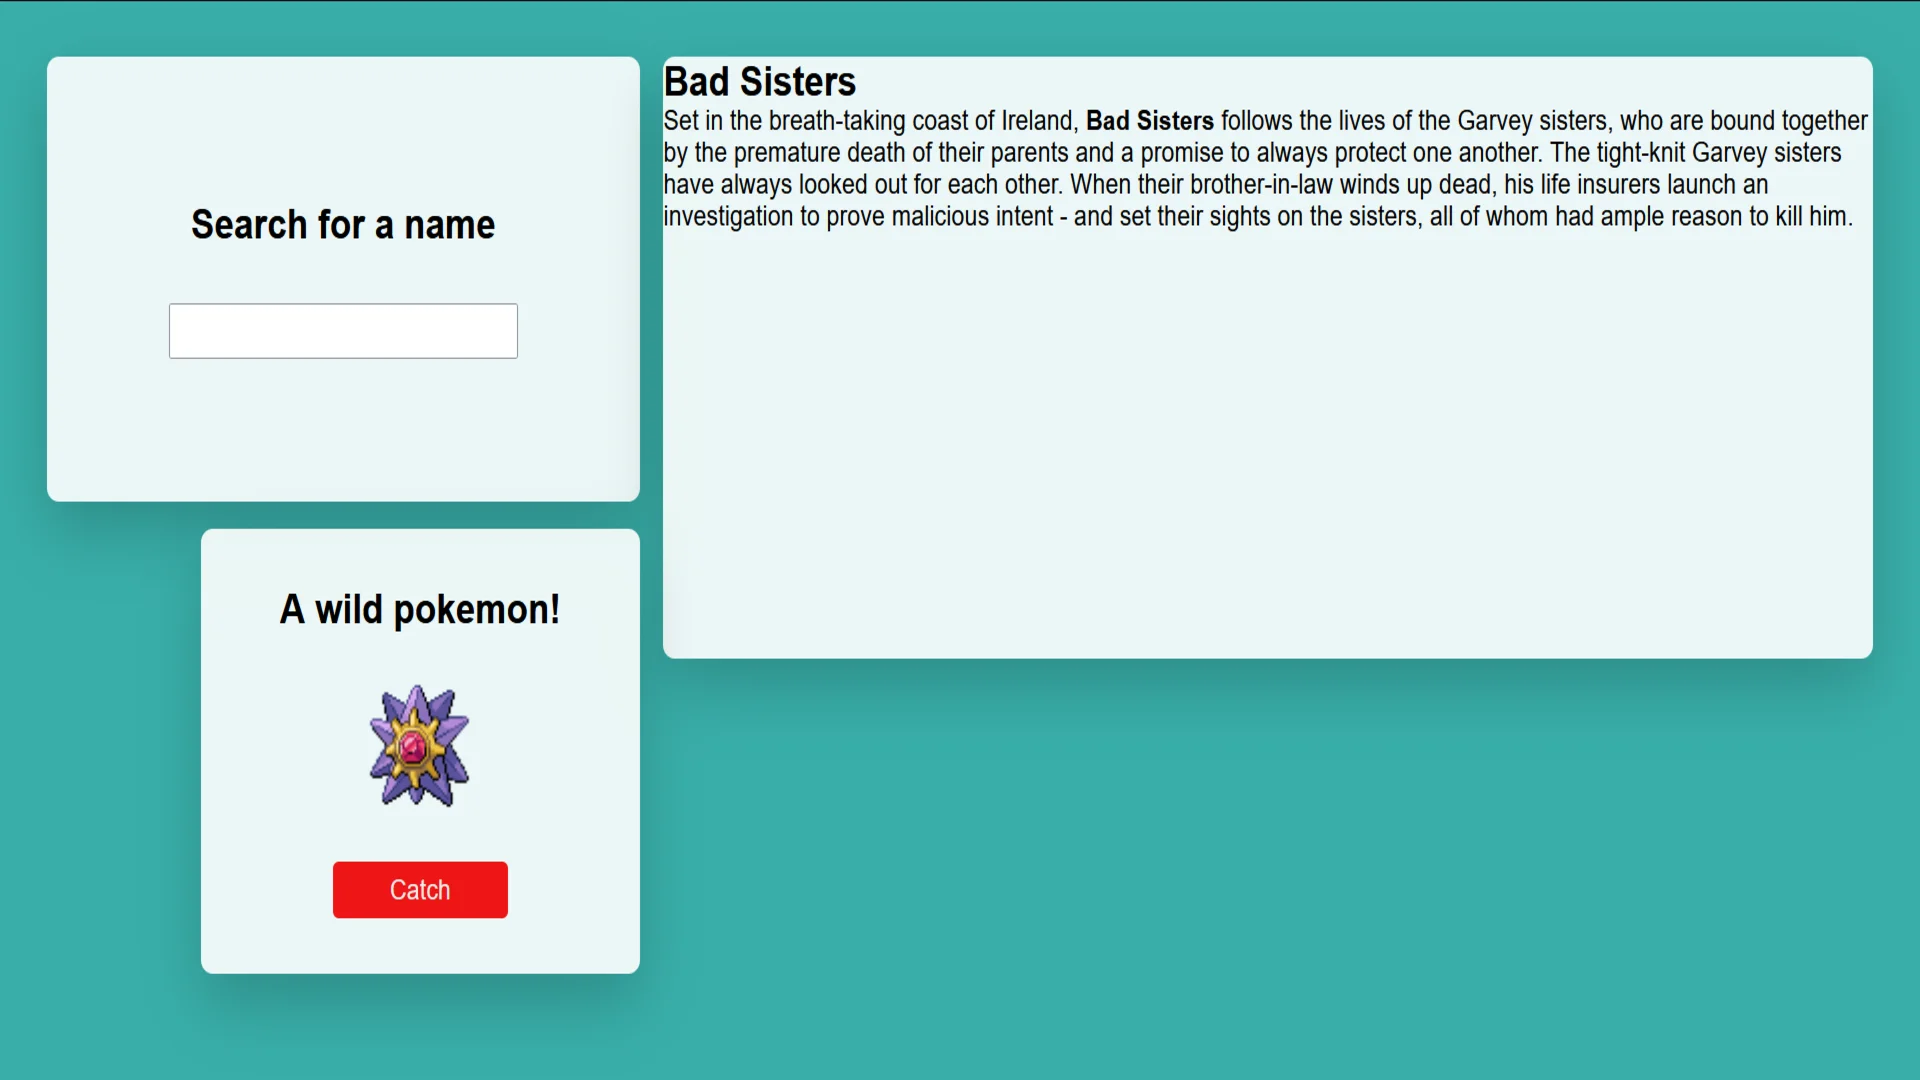 Search for a name
A wild pokemon!
Catch
Bad Sisters
Set in the breath-taking coast of Ireland, Bad Sisters follows the lives of the Garvey sisters, who are bound together
by the premature death of their parents and a promise to always protect one another. The tight-knit Garvey sisters
have always looked out for each other. When their brother-in-law winds up dead, his life insurers launch an
investigation to prove malicious intent - and set their sights on the sisters, all of whom had ample reason to kill him.